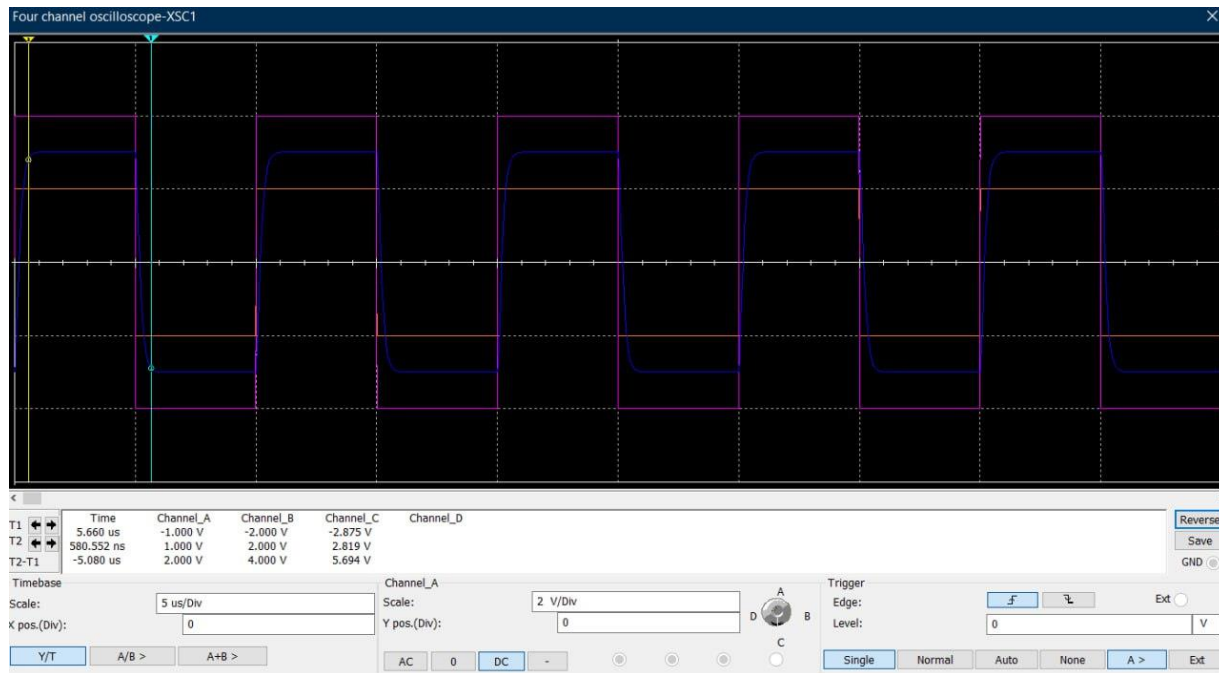 Four channel oscilloscope-XSC1
Time Channel_A Channel_B Channel_C Channel_D
T1 5.660 us -1.000 V -2.000 V -2.875 V
T2 580.552 ns 1.000 V 2.000 V 2.819 V
T2-T1 -5.080 us 2.000 V 4.000 V 5.694 V
Reverse
Save
GND
Timebase
Scale: 5 us/Div
X pos.(Div): 0
Y/T A/B > A+B >
Channel_A
Scale: 2 V/Div
Y pos.(Div): 0
AC 0 DC -
A
D B
C
Trigger
Edge: Ext
Level: 0 V
Single Normal Auto None A > Ext